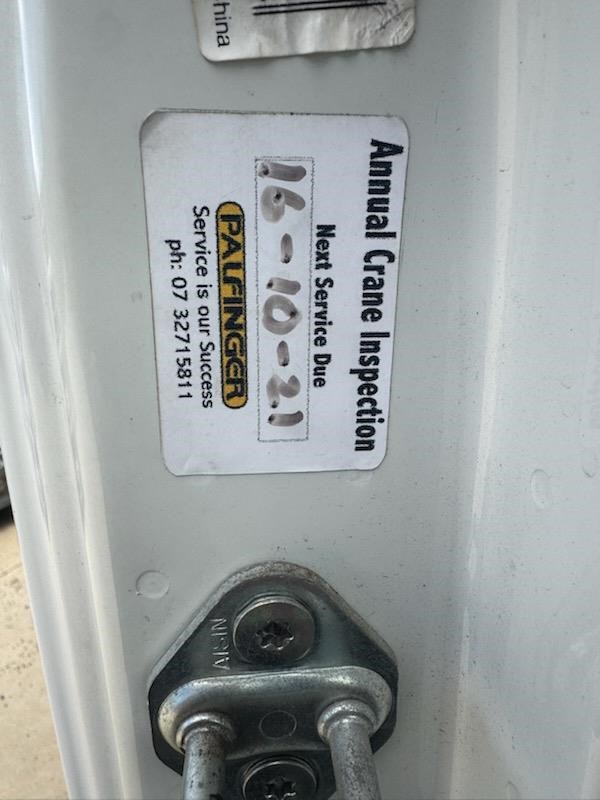 hina
Annual Crane Inspection
Next Service Due
16-10-21
PALFINGER
Service is our Success
ph: 07 32715811